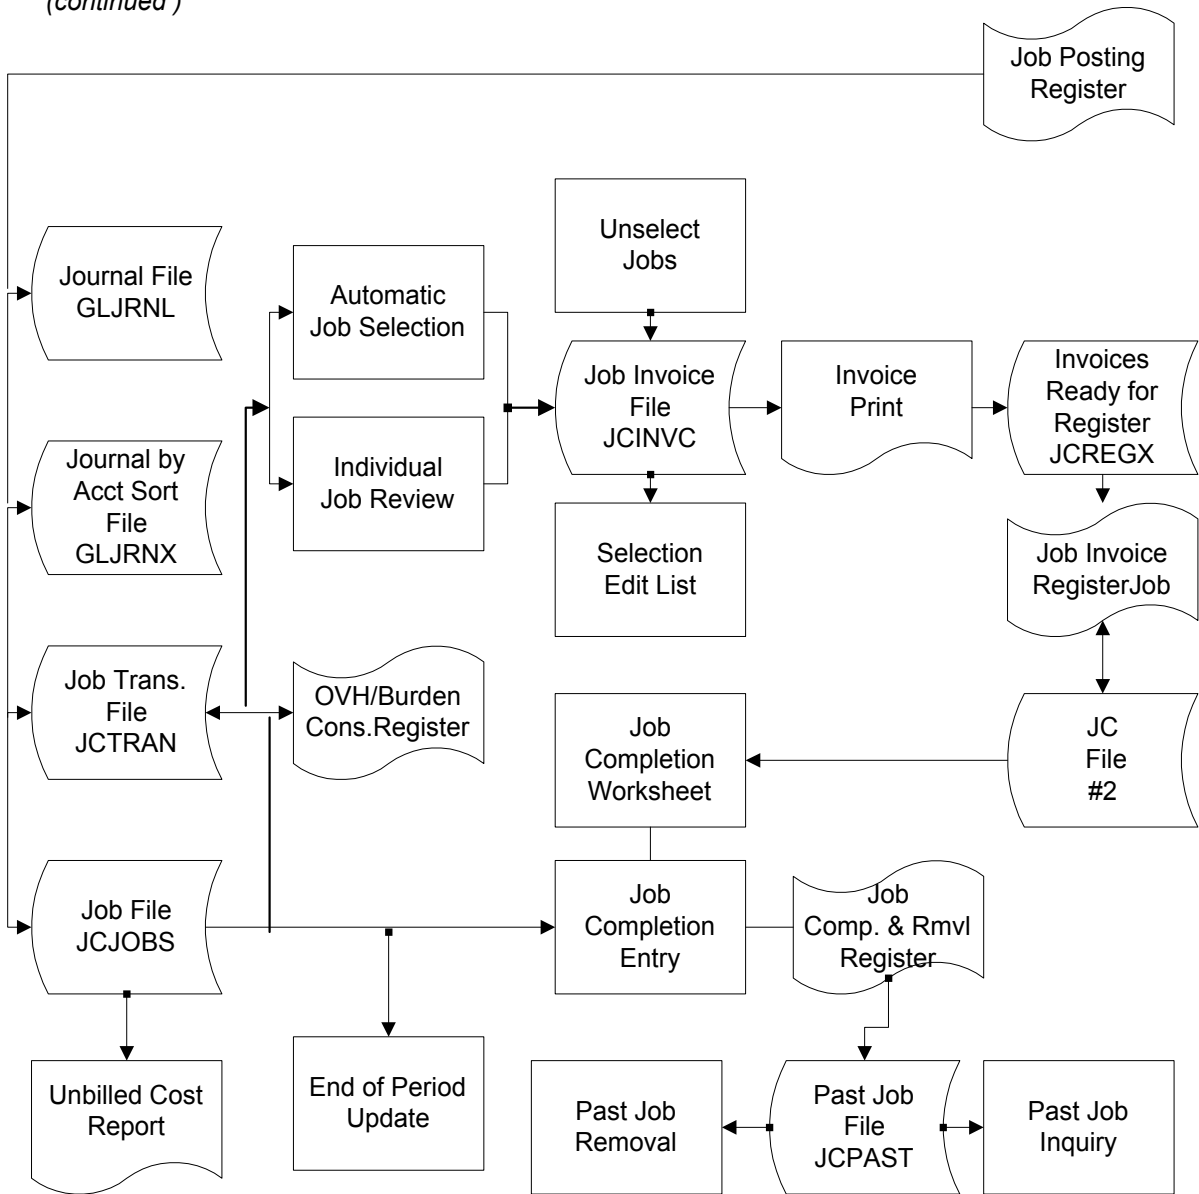 (continued )
Job Posting
Register
Unselect
Jobs
Journal File
GLJRNL
Automatic
Job Selection
Job Invoice
File
JCINVC
Invoice
Print
Invoices
Ready for
Register
JCREGX
Journal by
Acct Sort
File
GLJRNX
Individual
Job Review
Selection
Edit List
Job Invoice
RegisterJob
Job Trans.
File
JCTRAN
OVH/Burden
Cons.Register
Job
Completion
Worksheet
JC
File
#2
Job File
JCJOBS
Job
Completion
Entry
Job
Comp. & Rmvl
Register
Unbilled Cost
Report
End of Period
Update
Past Job
Removal
Past Job
File
JCPAST
Past Job
Inquiry